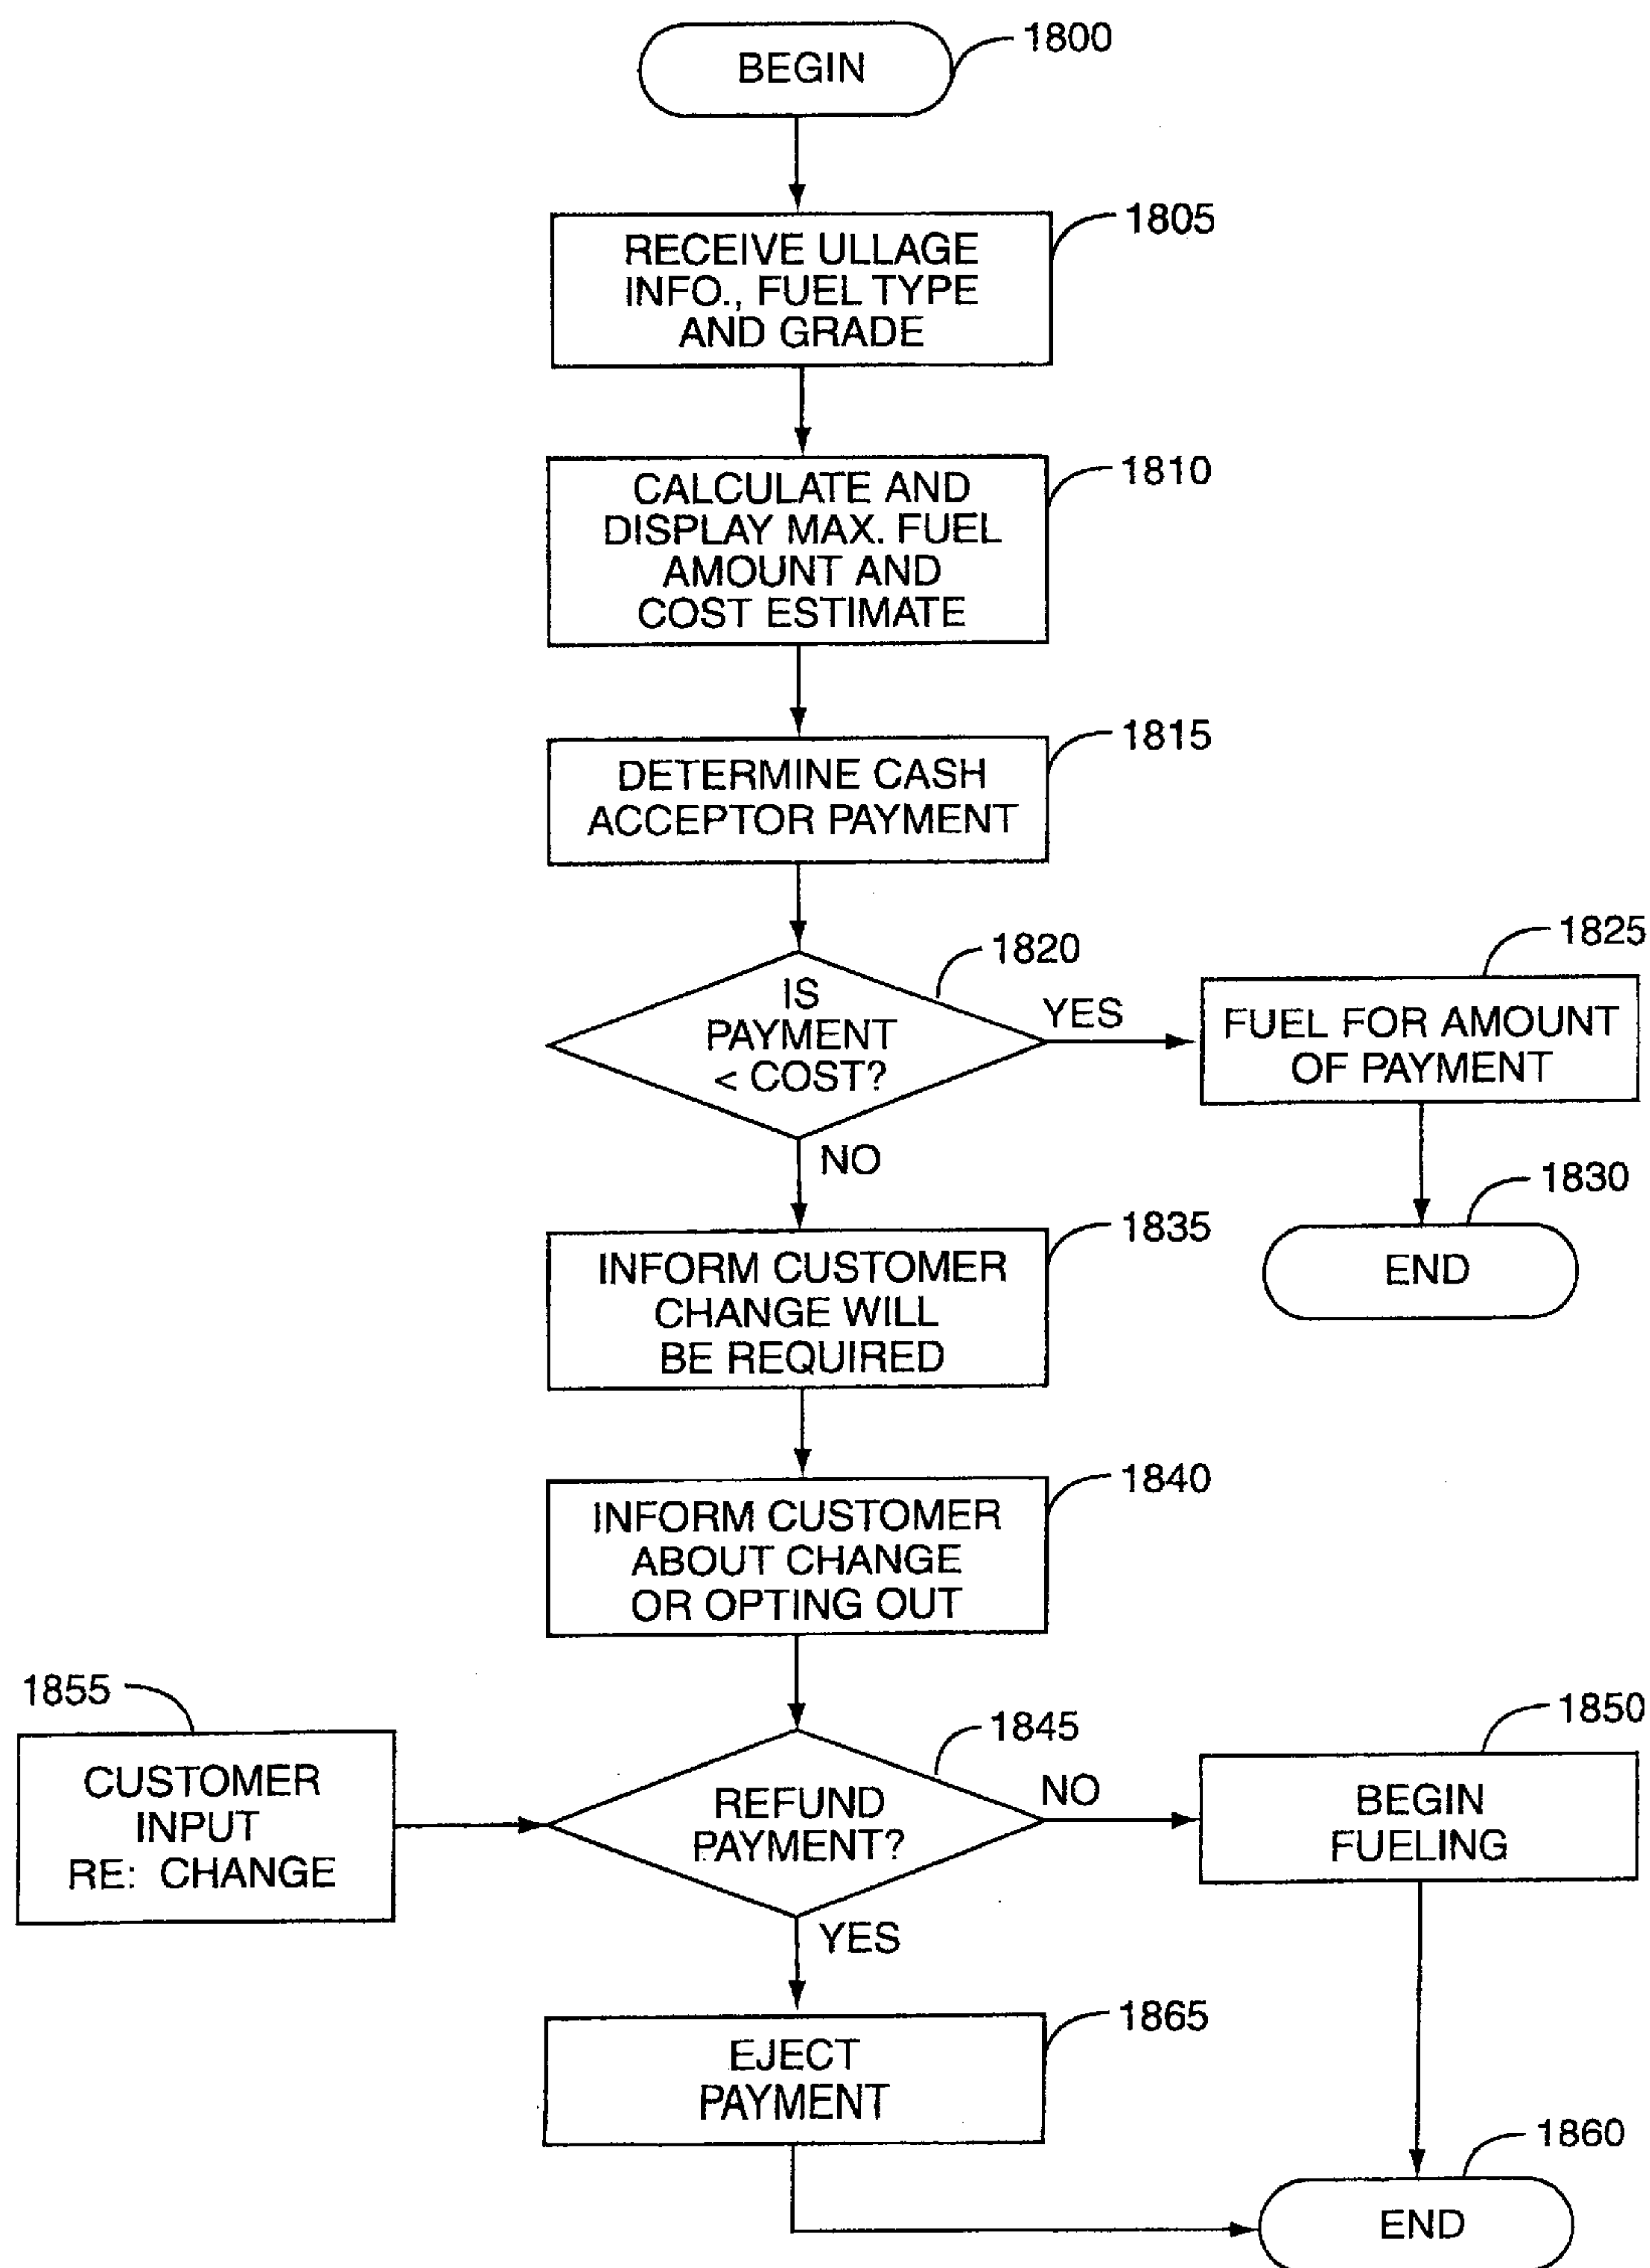 BEGIN
1800
1805
RECEIVE ULLAGE
INFO., FUEL TYPE
AND GRADE
1810
CALCULATE AND
DISPLAY MAX. FUEL
AMOUNT AND
COST ESTIMATE
1815
DETERMINE CASH
ACCEPTOR PAYMENT
1820
IS
PAYMENT
< COST?
YES
NO
1825
FUEL FOR AMOUNT
OF PAYMENT
1830
END
1835
INFORM CUSTOMER
CHANGE WILL
BE REQUIRED
1840
INFORM CUSTOMER
ABOUT CHANGE
OR OPTING OUT
1855
CUSTOMER
INPUT
RE: CHANGE
1845
REFUND
PAYMENT?
NO
YES
1850
BEGIN
FUELING
1865
EJECT
PAYMENT
1860
END